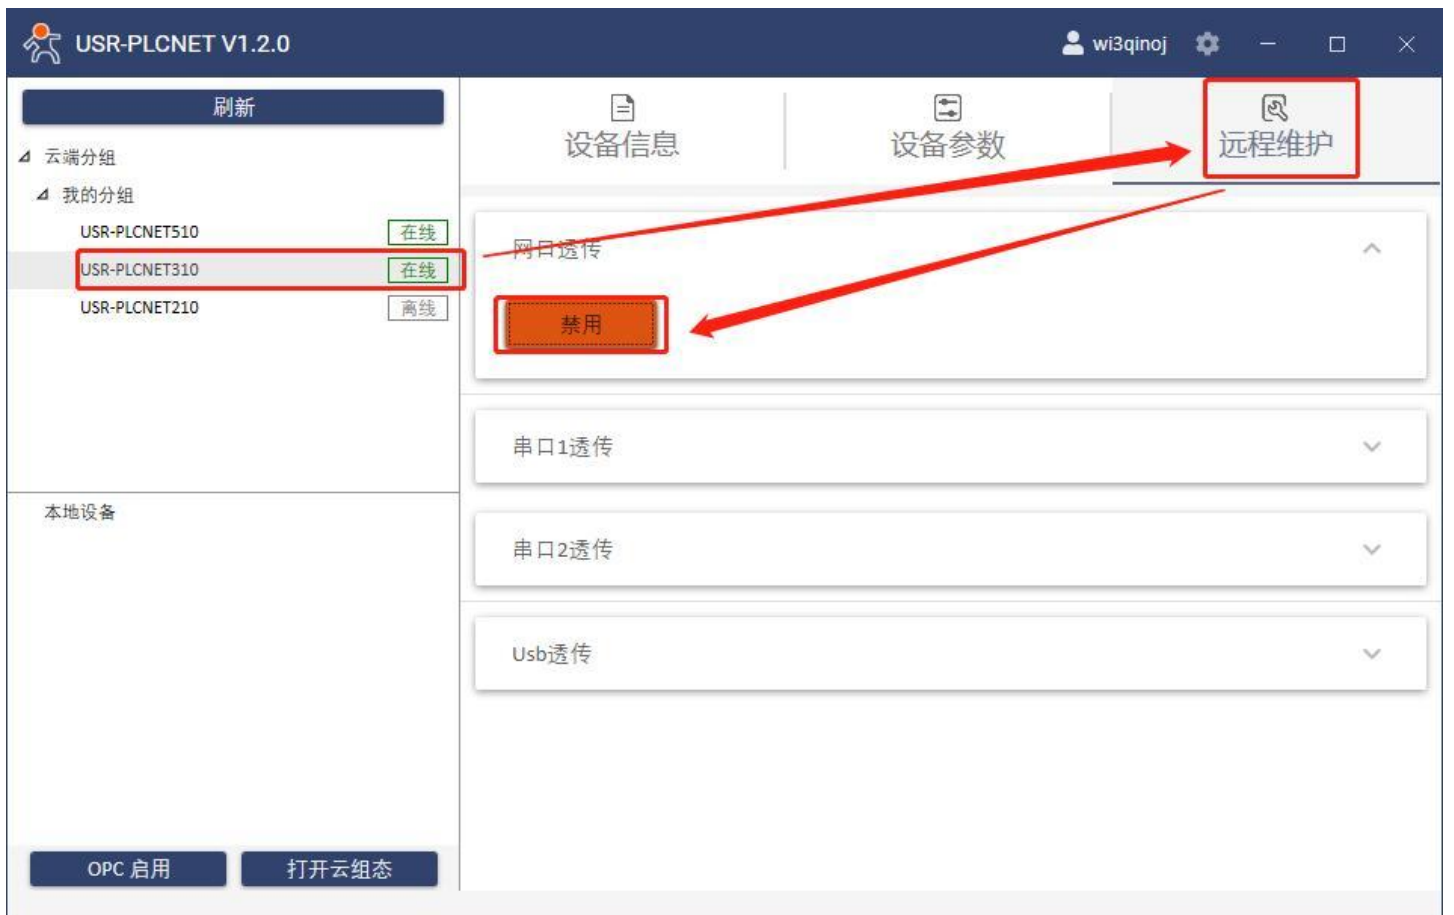 USR-PLCNET V1.2.0
wi3qinoj
刷新
云端分组
我的分组
USR-PLCNET510 在线
USR-PLCNET310 在线
USR-PLCNET210 离线
本地设备
OPC 启用
打开云组态
设备信息
设备参数
远程维护
网口透传
禁用
串口1透传
串口2透传
Usb透传